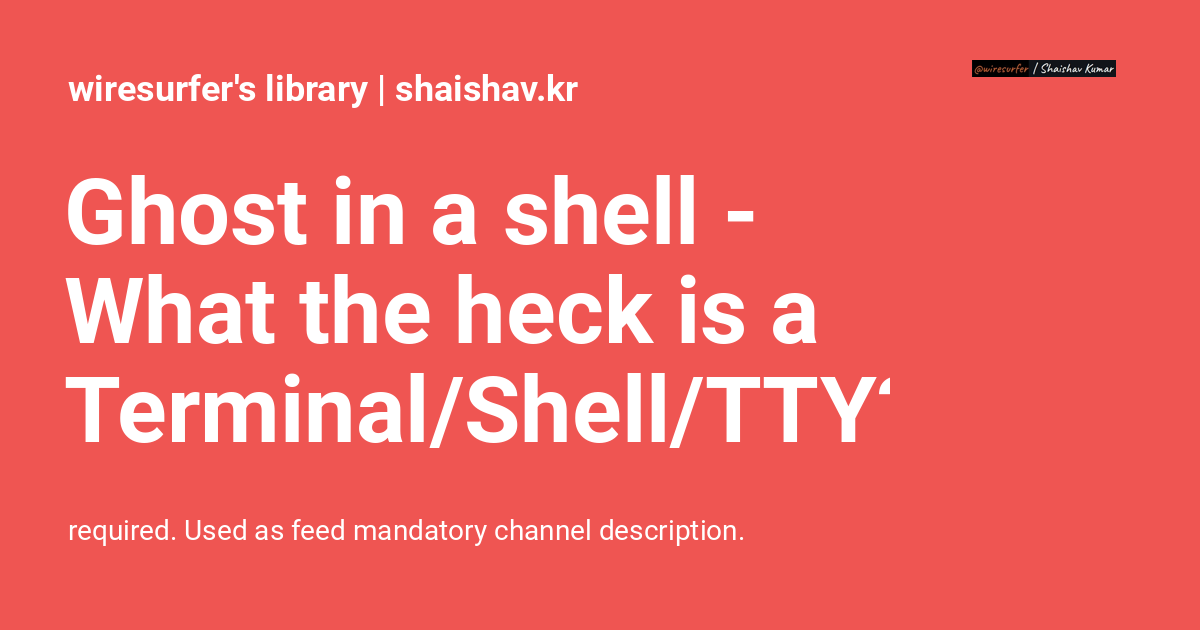 wiresurfer's library | shaishav.kr
@wiresurfer | Shaishav Kumar
Ghost in a shell -
What the heck is a
Terminal/Shell/TTY
required. Used as feed mandatory channel description.